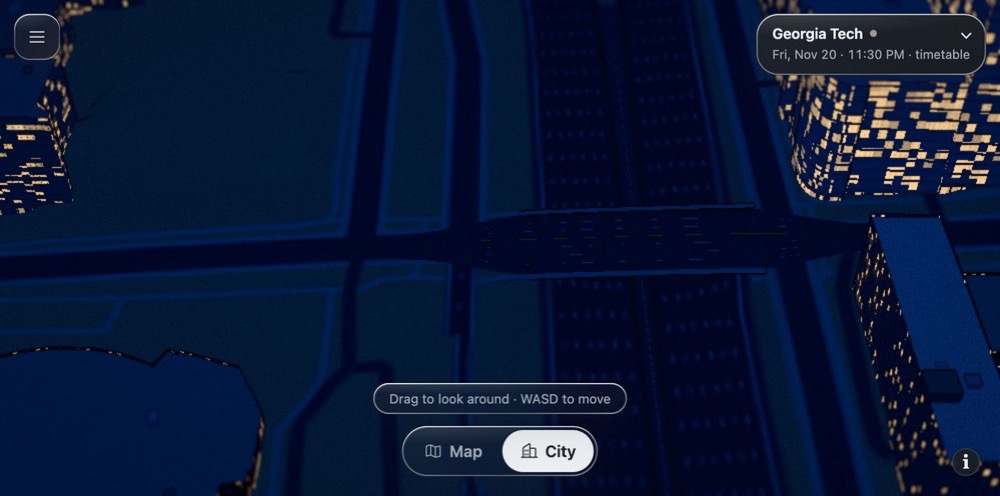 Georgia Tech
Fri, Nov 20 · 11:30 PM · timetable
Drag to look around · WASD to move
Map
City
i